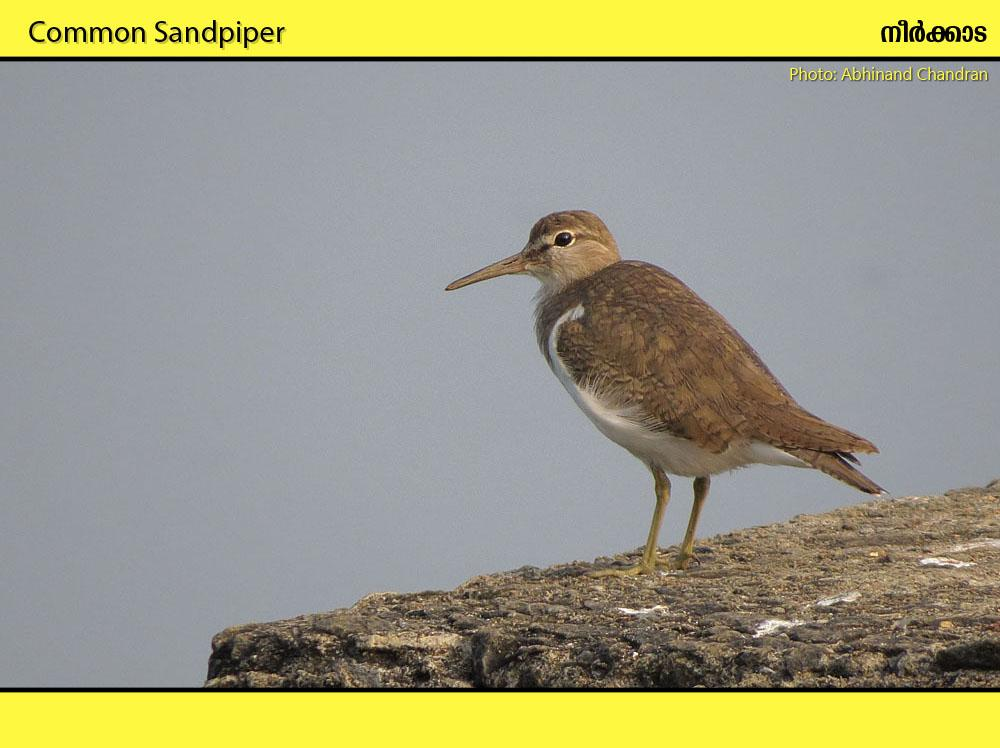 Common Sandpiper
നീർക്കാട
Photo: Abhinand Chandran